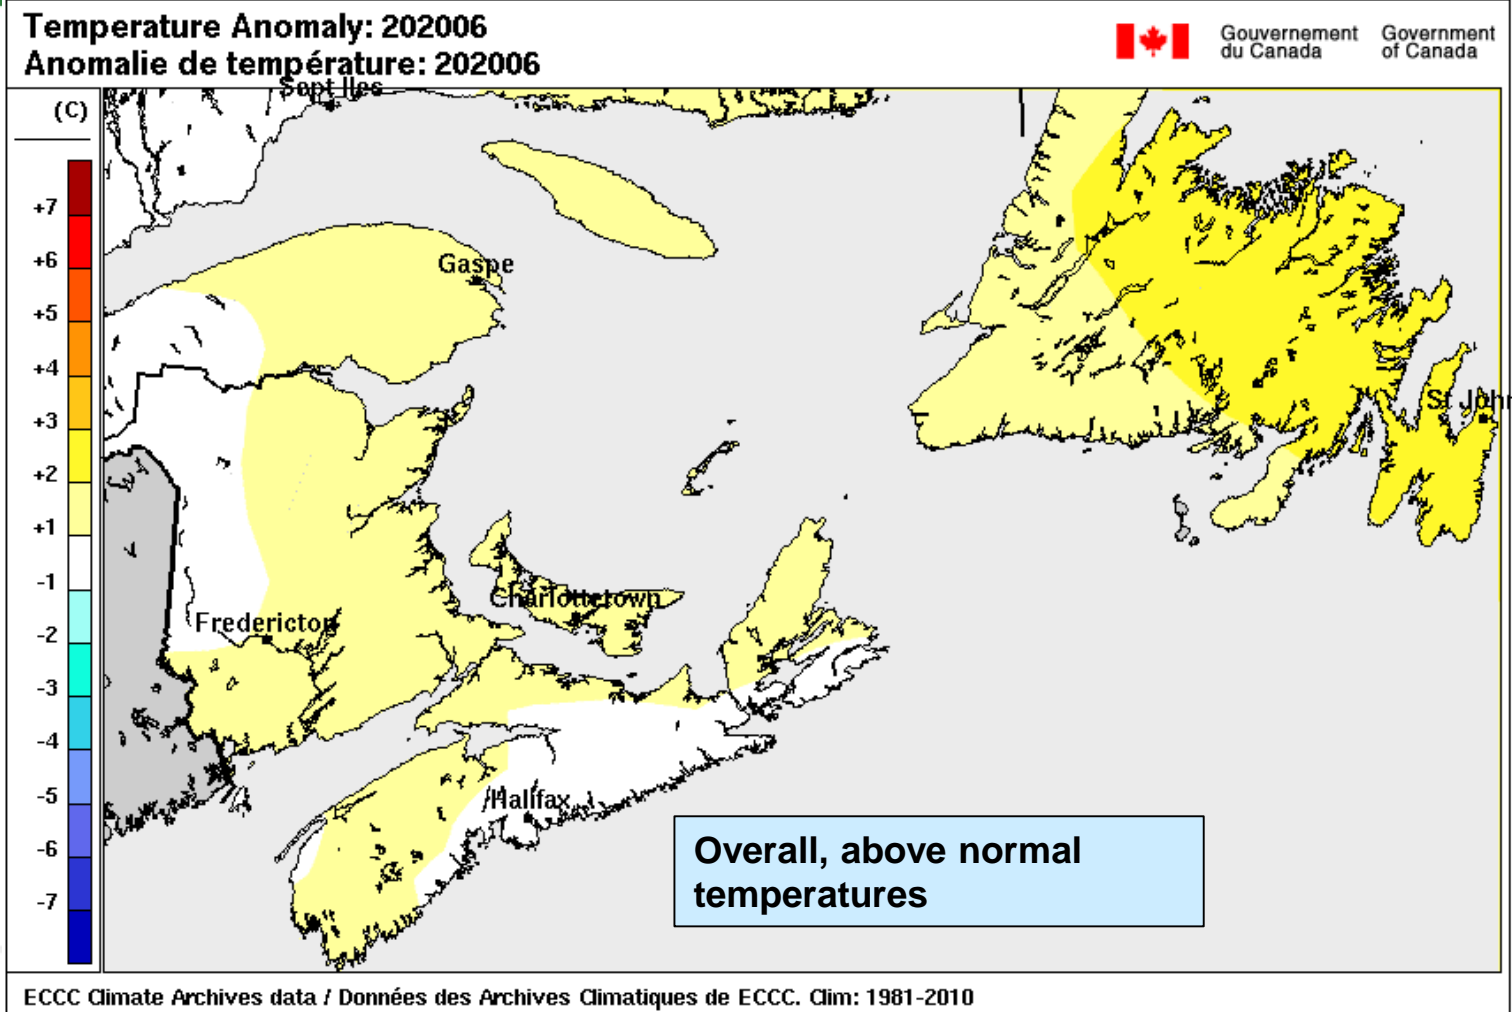 Temperature Anomaly: 202006
Anomalie de température: 202006
Gouvernement du Canada
Government of Canada
(C)
+7
+6
+5
+4
+3
+2
+1
-1
-2
-3
-4
-5
-6
-7
Sept Iles
Gaspe
St John
Charlottetown
Fredericton
Halifax
Overall, above normal
temperatures
ECCC Climate Archives data / Données des Archives Climatiques de ECCC. Clim: 1981-2010